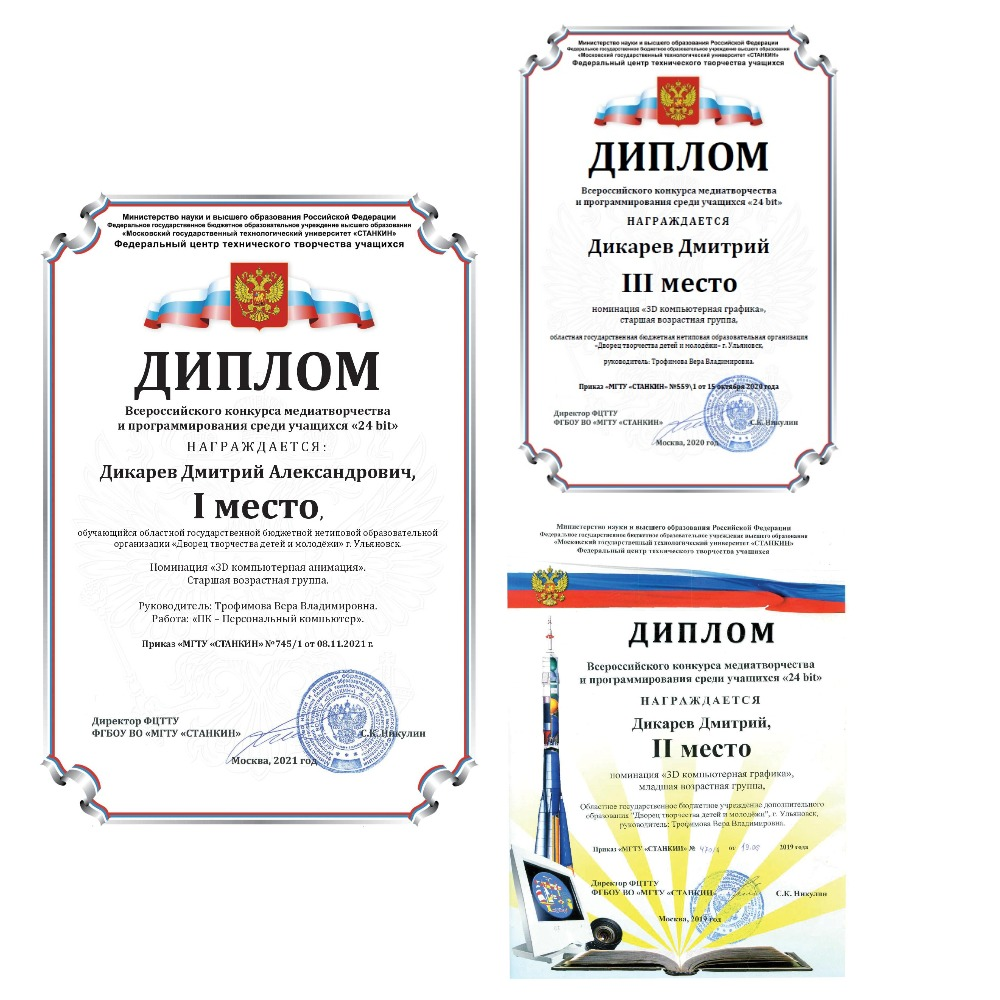 Министерство науки и высшего образования Российской Федерации
Федеральное государственное бюджетное образовательное учреждение высшего образования
«Московский государственный технологический университет «СТАНКИН»
Федеральный центр технического творчества учащихся
ДИПЛОМ
Всероссийского конкурса медиатворчества
и программирования среди учащихся «24 bit»
НАГРАЖДАЕТСЯ:
Дикарев Дмитрий Александрович,
I место,
обучающийся областной государственной бюджетной нетиповой образовательной
организации «Дворец творчества детей и молодёжи» г. Ульяновск.
Номинация «3D компьютерная анимация».
Старшая возрастная группа.
Руководитель: Трофимова Вера Владимировна.
Работа: «ПК – Персональный компьютер».
Приказ «МГТУ «СТАНКИН» №745/1 от 08.11.2021 г.
Директор ФЦТТУ
ФГБОУ ВО «МГТУ «СТАНКИН» С.К. Никулин
Москва, 2021 год
Министерство науки и высшего образования Российской Федерации
Федеральное государственное бюджетное образовательное учреждение высшего образования
«Московский государственный технологический университет «СТАНКИН»
Федеральный центр технического творчества учащихся
ДИПЛОМ
Всероссийского конкурса медиатворчества
и программирования среди учащихся «24 bit»
НАГРАЖДАЕТСЯ
Дикарев Дмитрий
III место
номинация «3D компьютерная графика»,
старшая возрастная группа,
областная государственная бюджетная нетиповая образовательная организация
«Дворец творчества детей и молодёжи» г. Ульяновск,
руководитель: Трофимова Вера Владимировна.
Приказ «МГТУ «СТАНКИН» №559\1 от 15 октября 2020 года
Директор ФЦТТУ
ФГБОУ ВО «МГТУ «СТАНКИН» С.К. Никулин
Москва, 2020 год
Министерство науки и высшего образования Российской Федерации
Федеральное государственное бюджетное образовательное учреждение высшего образования
«Московский государственный технологический университет «СТАНКИН»
Федеральный центр технического творчества учащихся
ДИПЛОМ
Всероссийского конкурса медиатворчества
и программирования среди учащихся «24 bit»
НАГРАЖДАЕТСЯ
Дикарев Дмитрий,
II место
номинация «3D компьютерная графика»,
младшая возрастная группа,
Областное государственное бюджетное учреждение дополнительного
образования "Дворец творчества детей и молодёжи", г. Ульяновск,
руководитель: Трофимова Вера Владимировна.
Приказ «МГТУ «СТАНКИН» № от 2019 года
Директор ФЦТТУ
ФГБОУ ВО «МГТУ «СТАНКИН» С.К. Никулин
Москва, 2019 год